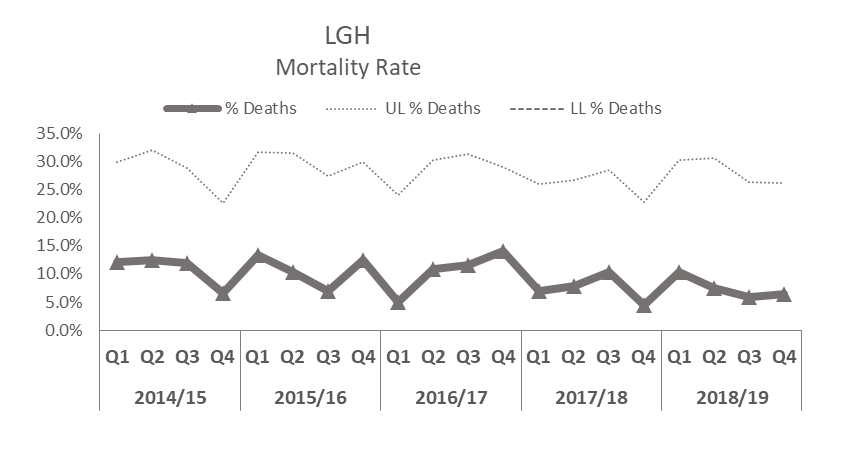 LGH
Mortality Rate
% Deaths UL % Deaths LL % Deaths
35.0%
30.0%
25.0%
20.0%
15.0%
10.0%
5.0%
0.0%
Q1 Q2 Q3 Q4 Q1 Q2 Q3 Q4 Q1 Q2 Q3 Q4 Q1 Q2 Q3 Q4 Q1 Q2 Q3 Q4
2014/15 2015/16 2016/17 2017/18 2018/19